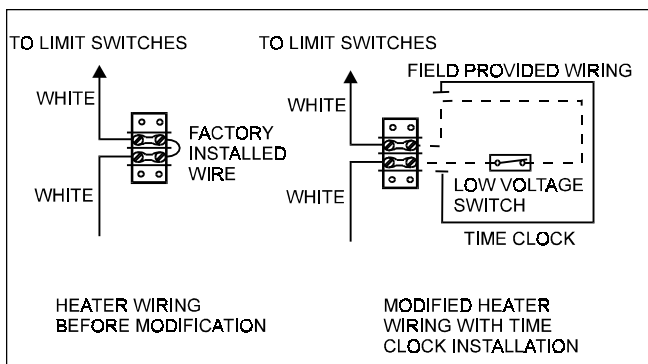 TO LIMIT SWITCHES
WHITE
FACTORY
INSTALLED
WIRE
WHITE
HEATER WIRING
BEFORE MODIFICATION
TO LIMIT SWITCHES
FIELD PROVIDED WIRING
WHITE
WHITE
LOW VOLTAGE
SWITCH
TIME CLOCK
MODIFIED HEATER
WIRING WITH TIME
CLOCK INSTALLATION